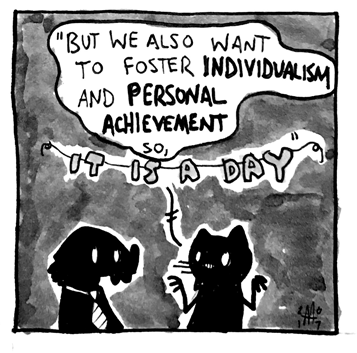 "BUT WE ALSO WANT
TO FOSTER INDIVIDUALISM
AND PERSONAL
ACHIEVEMENT
SO,
IT IS A DAY"